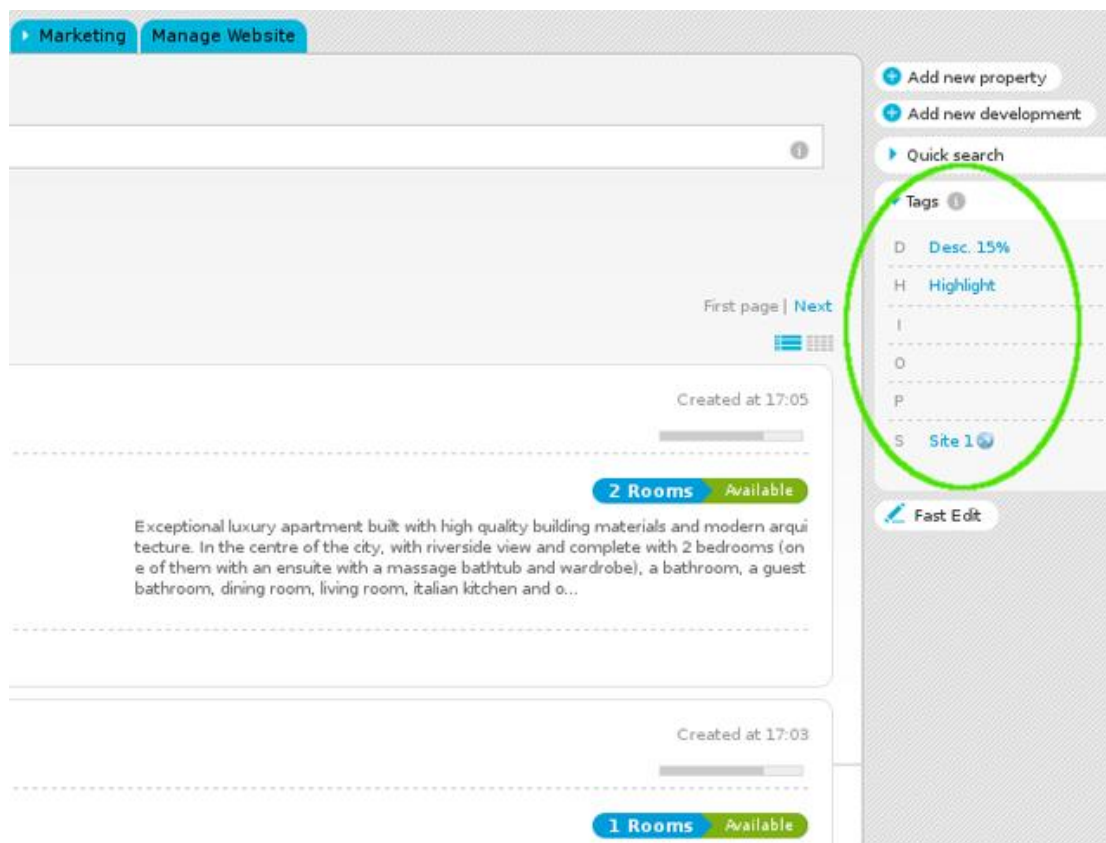 Marketing
Manage Website
Add new property
Add new development
Quick search
Tags
D Desc. 15%
H Highlight
I
O
P
S Site 1
Fast Edit
First page | Next
Created at 17:05
2 Rooms Available
Exceptional luxury apartment built with high quality building materials and modern arqui
tecture. In the centre of the city, with riverside view and complete with 2 bedrooms (on
e of them with an ensuite with a massage bathtub and wardrobe), a bathroom, a guest
bathroom, dining room, living room, italian kitchen and o...
Created at 17:03
1 Rooms Available